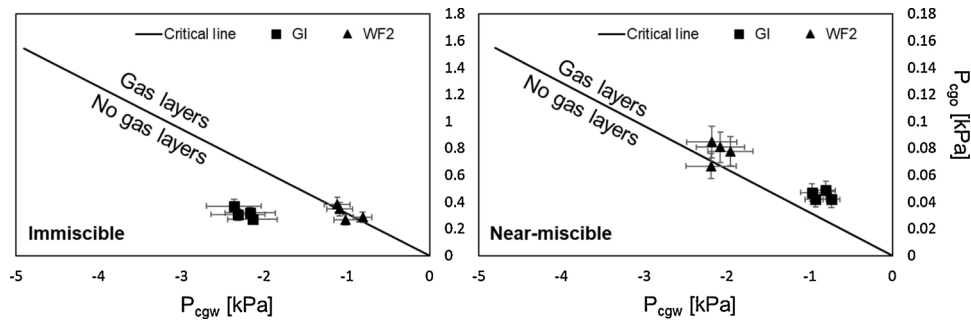 Critical line GI WF2
Gas layers
No gas layers
Immiscible
1.8
1.6
1.4
1.2
1
0.8
0.6
0.4
0.2
0
-5 -4 -3 -2 -1 0
Pcgw [kPa]
Critical line GI WF2
Gas layers
No gas layers
Near-miscible
0.18
0.16
0.14
0.12
0.1
0.08
0.06
0.04
0.02
0
Pcgo [kPa]
-5 -4 -3 -2 -1 0
Pcgw [kPa]